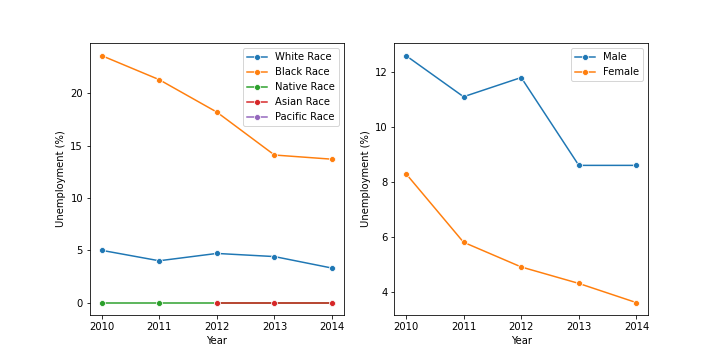 White Race
Black Race
Native Race
Asian Race
Pacific Race
Unemployment (%)
20
15
10
5
0
2010 2011 2012 2013 2014
Year
Male
Female
Unemployment (%)
12
10
8
6
4
2010 2011 2012 2013 2014
Year